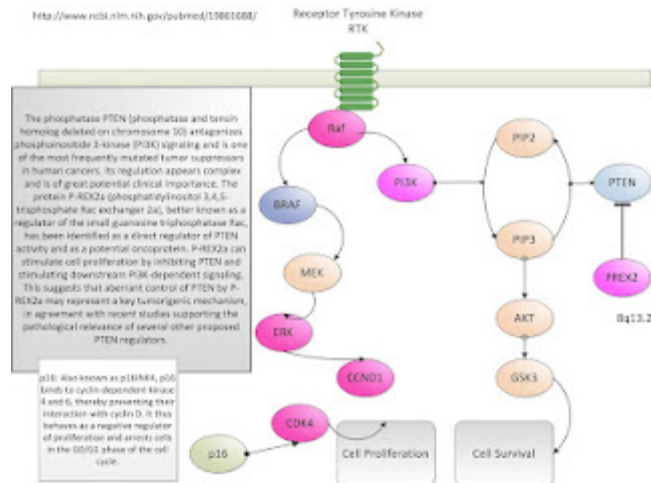 http://www.ncbi.nlm.nih.gov/pubmed/19861688/
Receptor Tyrosine Kinase
RTK
The phosphatase PTEN (phosphatase and tensin
homolog deleted on chromosome 10) antagonizes
phosphoinositide 3-kinase (PI3K) signaling and is one
of the most frequently mutated tumor suppressors
in human cancers. Its regulation appears complex
and is of great potential clinical importance. The
protein P-REX2a (phosphatidylinositol 3,4,5-
trisphosphate Rac exchanger 2a), better known as a
regulator of the small guanosine triphosphatase Rac,
has been identified as a direct regulator of PTEN
activity and as a potential oncoprotein. P-REX2a can
stimulate cell proliferation by inhibiting PTEN and
stimulating downstream PI3K-dependent signaling.
This suggests that aberrant control of PTEN by P-
REX2a may represent a key tumorigenic mechanism,
in agreement with recent studies supporting the
pathological relevance of several other proposed
PTEN regulators.
p16: Also known as p16INK4, p16
binds to cyclin-dependent kinase
4 and 6, thereby preventing their
interaction with cyclin D. It thus
behaves as a negative regulator
of proliferation and arrests cells
in the G0/G1 phase of the cell
cycle.
Raf
BRAF
MEK
ERK
CCND1
CDK4
p16
PI3K
PIP2
PIP3
PTEN
PREX2
8q13.2
AKT
GSK3
Cell Proliferation
Cell Survival